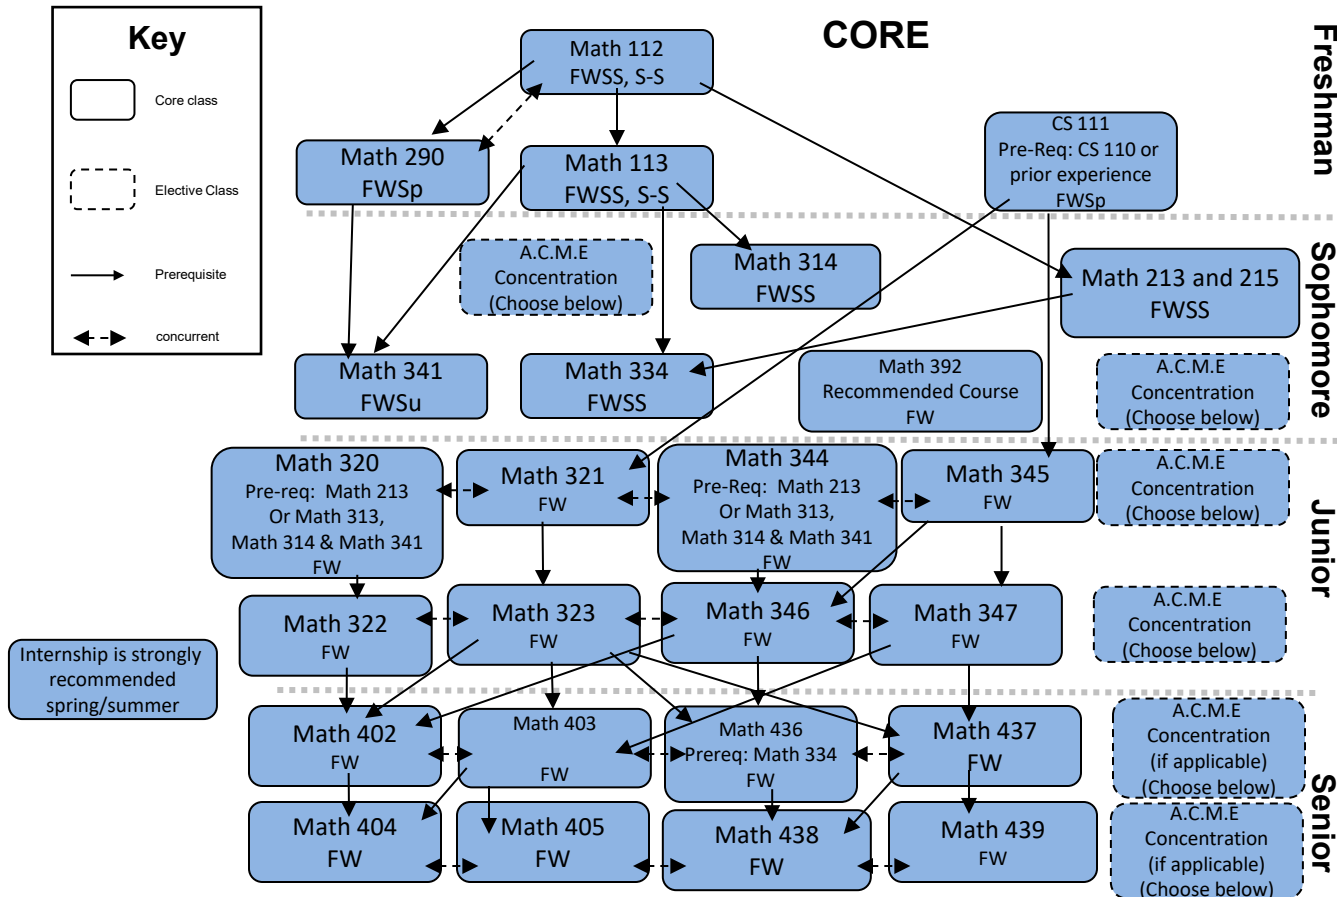 Key
Core class
Elective Class
Prerequisite
concurrent
CORE
Freshman
Math 112
FWSS, S-S
Math 290
FWSp
Math 113
FWSS, S-S
CS 111
Pre-Req: CS 110 or
prior experience
FWSp
Sophomore
A.C.M.E
Concentration
(Choose below)
Math 314
FWSS
Math 213 and 215
FWSS
Math 341
FWSu
Math 334
FWSS
Math 392
Recommended Course
FW
A.C.M.E
Concentration
(Choose below)
Junior
Math 320
Pre-req: Math 213
Or Math 313,
Math 314 & Math 341
FW
Math 321
FW
Math 344
Pre-Req: Math 213
Or Math 313,
Math 314 & Math 341
FW
Math 345
FW
A.C.M.E
Concentration
(Choose below)
Math 322
FW
Math 323
FW
Math 346
FW
Math 347
FW
A.C.M.E
Concentration
(Choose below)
Internship is strongly
recommended
spring/summer
Senior
Math 402
FW
Math 403
FW
Math 436
Prereq: Math 334
FW
Math 437
FW
A.C.M.E
Concentration
(if applicable)
(Choose below)
Math 404
FW
Math 405
FW
Math 438
FW
Math 439
FW
A.C.M.E
Concentration
(if applicable)
(Choose below)